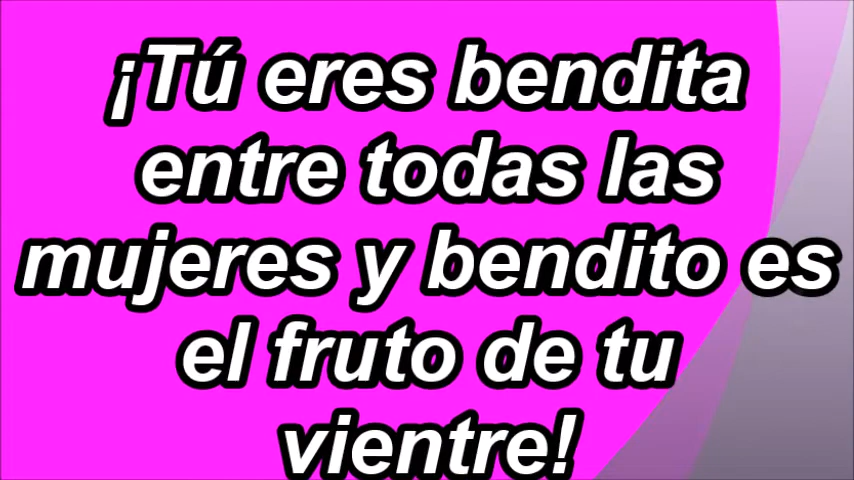 ¡Tú eres bendita
entre todas las
mujeres y bendito es
el fruto de tu
vientre!